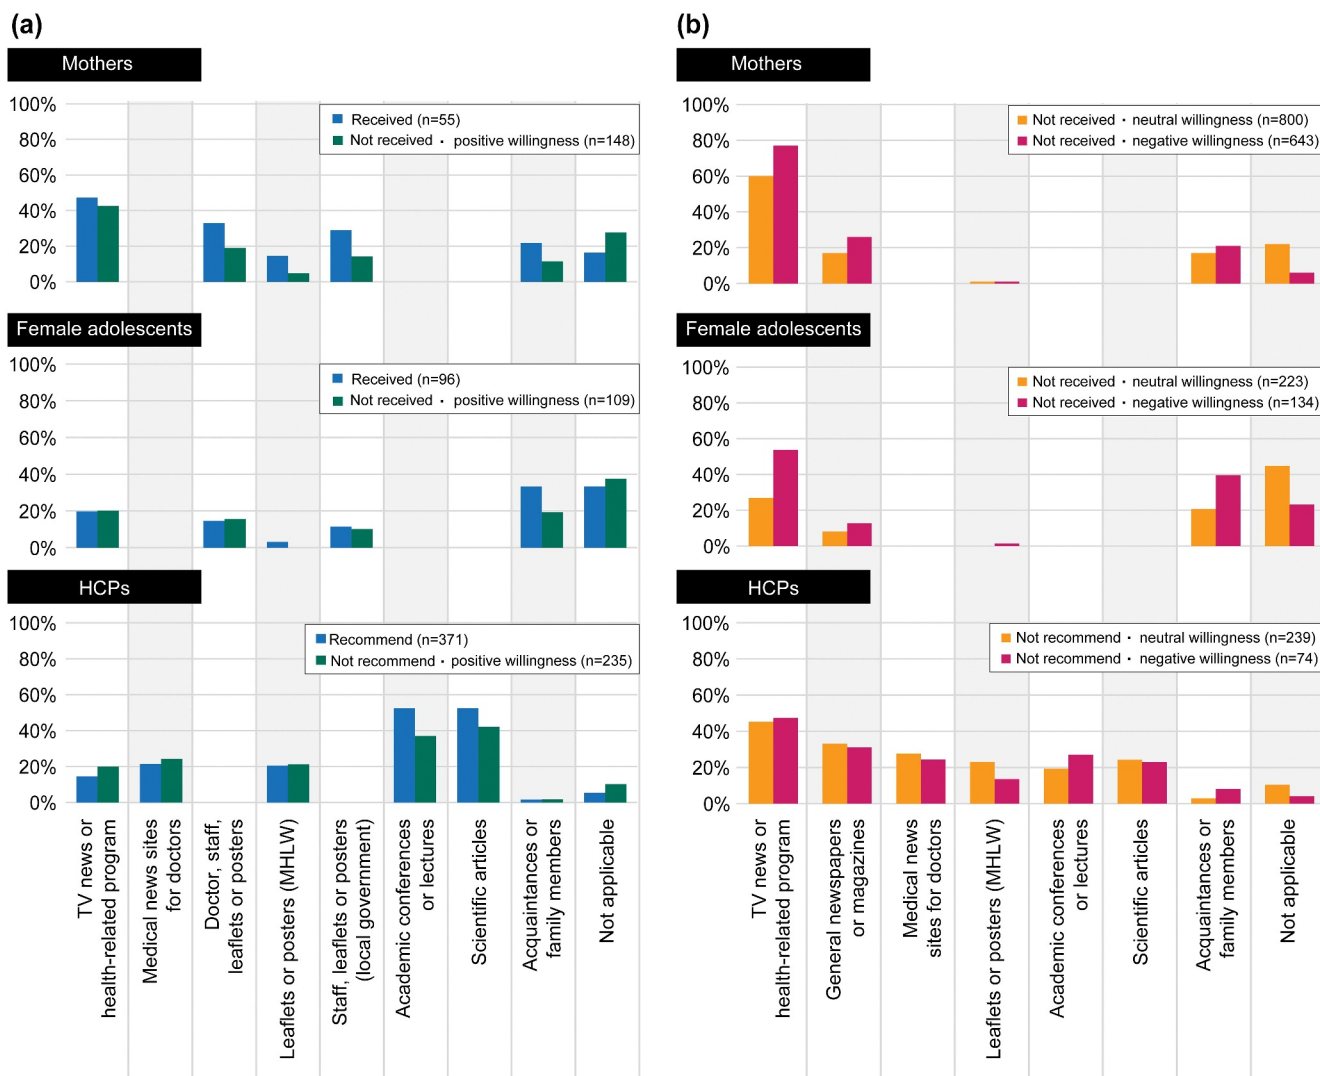 (a)
Mothers
100%
80%
60%
40%
20%
0%
Received (n=55)
Not received・positive willingness (n=148)
Female adolescents
100%
80%
60%
40%
20%
0%
Received (n=96)
Not received・positive willingness (n=109)
HCPs
100%
80%
60%
40%
20%
0%
Recommend (n=371)
Not recommend・positive willingness (n=235)
TV news or
health-related program
Medical news sites
for doctors
Doctor, staff,
leaflets or posters
Leaflets or posters (MHLW)
Staff, leaflets or posters
(local government)
Academic conferences
or lectures
Scientific articles
Acquaintances or
family members
Not applicable
(b)
Mothers
100%
80%
60%
40%
20%
0%
Not received・neutral willingness (n=800)
Not received・negative willingness (n=643)
Female adolescents
100%
80%
60%
40%
20%
0%
Not received・neutral willingness (n=223)
Not received・negative willingness (n=134)
HCPs
100%
80%
60%
40%
20%
0%
Not recommend・neutral willingness (n=239)
Not recommend・negative willingness (n=74)
TV news or
health-related program
General newspapers
or magazines
Medical news
sites for doctors
Leaflets or posters (MHLW)
Academic conferences
or lectures
Scientific articles
Acquaintances or
family members
Not applicable